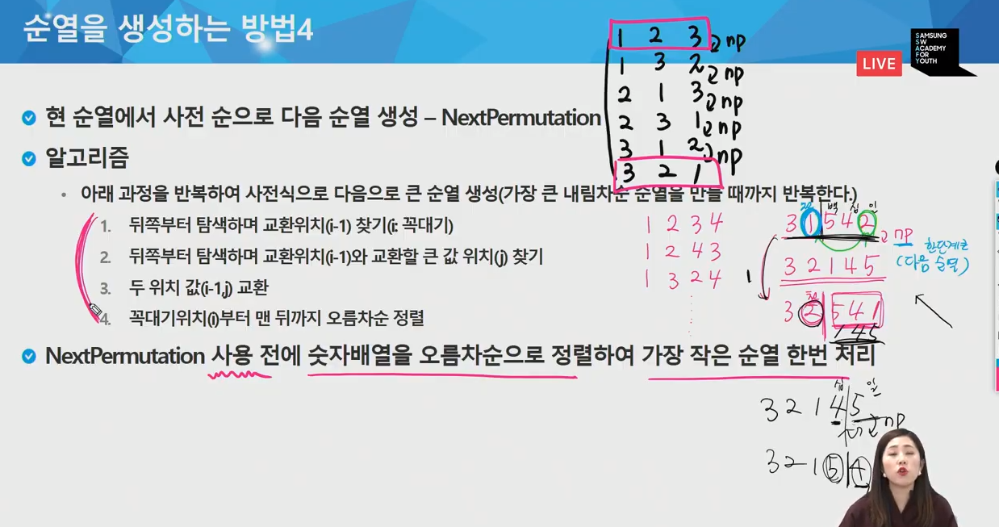 순열을 생성하는 방법4
LIVE
SAMSUNG
SW
ACADEMY
FOR
YOUTH
1 2 3 np
1 3 2 np
2 1 3 np
2 3 1 np
3 1 2 np
3 2 1
현 순열에서 사전 순으로 다음 순열 생성 – NextPermutation
알고리즘
• 아래 과정을 반복하여 사전식으로 다음으로 큰 순열 생성(가장 큰 내림차순 순열을 만들 때까지 반복한다.)
1. 뒤쪽부터 탐색하며 교환위치(i-1) 찾기(i: 꼭대기)
2. 뒤쪽부터 탐색하며 교환위치(i-1)와 교환할 큰 값 위치(j) 찾기
3. 두 위치 값(i-1,j) 교환
4. 꼭대기위치(i)부터 맨 뒤까지 오름차순 정렬
1 2 3 4
1 2 4 3
1 3 2 4
백 십 일
3 1 5 4 2 np
한단계큰
(다음 순열)
3 2 1 4 5
천
3 2 5 4 1
1 4 5
NextPermutation 사용 전에 숫자배열을 오름차순으로 정렬하여 가장 작은 순열 한번 처리
십 일
3 2 1 4 5
np
3 2 1 5 4